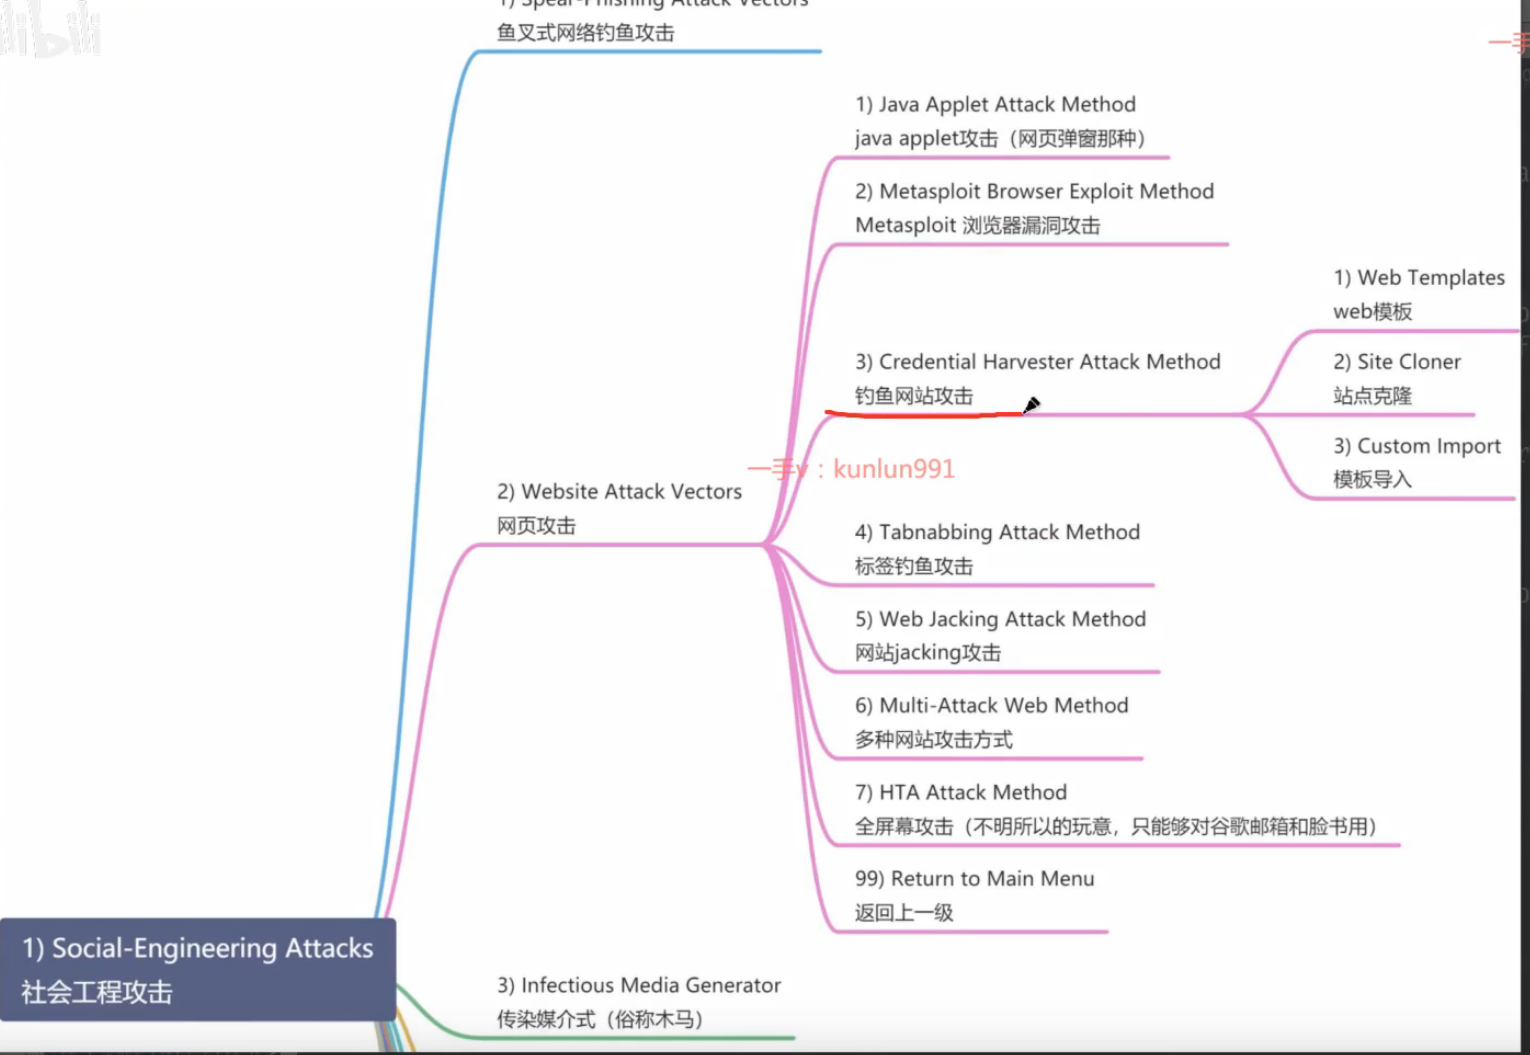 bilibili
1) Spear-Phishing Attack Vectors
鱼叉式网络钓鱼攻击
一手
1) Java Applet Attack Method
java applet攻击（网页弹窗那种）
2) Metasploit Browser Exploit Method
Metasploit 浏览器漏洞攻击
3) Credential Harvester Attack Method
钓鱼网站攻击
1) Web Templates
web模板
2) Site Cloner
站点克隆
3) Custom Import
模板导入
一手v：kunlun991
2) Website Attack Vectors
网页攻击
4) Tabnabbing Attack Method
标签钓鱼攻击
5) Web Jacking Attack Method
网站jacking攻击
6) Multi-Attack Web Method
多种网站攻击方式
7) HTA Attack Method
全屏幕攻击（不明所以的玩意，只能够对谷歌邮箱和脸书用）
99) Return to Main Menu
返回上一级
1) Social-Engineering Attacks
社会工程攻击
3) Infectious Media Generator
传染媒介式（俗称木马）